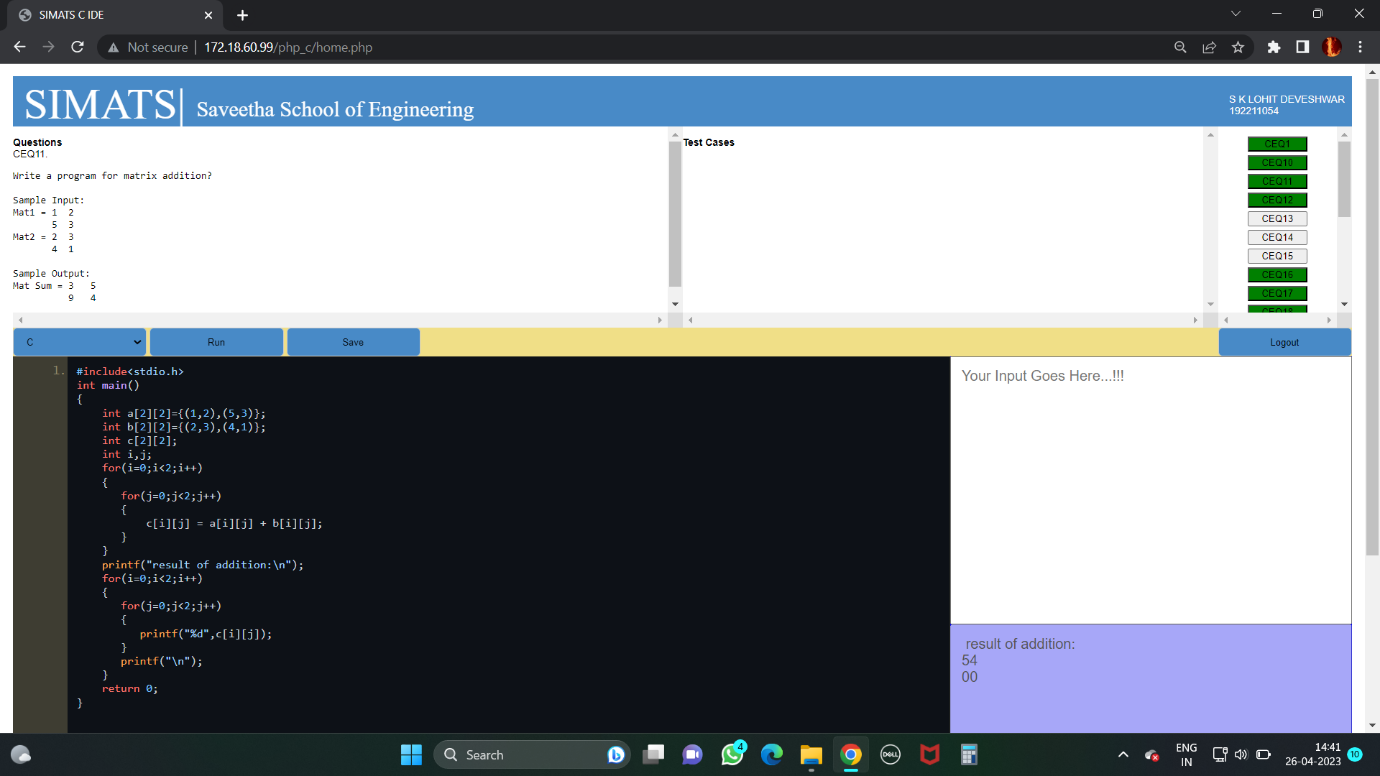 SIMATS C IDE
Not secure | 172.18.60.99/php_c/home.php
SIMATS| Saveetha School of Engineering
S K LOHIT DEVESHWAR
192211054
Questions
CEQ11.
Write a program for matrix addition?
Sample Input:
Mat1 = 1 2
5 3
Mat2 = 2 3
4 1
Sample Output:
Mat Sum = 3 5
9 4
Test Cases
CEQ1
CEQ10
CEQ11
CEQ12
CEQ13
CEQ14
CEQ15
CEQ16
CEQ17
CEQ18
C
Run
Save
Logout
1. #include<stdio.h>
int main()
{
int a[2][2]={(1,2),(5,3)};
int b[2][2]={(2,3),(4,1)};
int c[2][2];
int i,j;
for(i=0;i<2;i++)
{
for(j=0;j<2;j++)
{
c[i][j] = a[i][j] + b[i][j];
}
}
printf("result of addition:\n");
for(i=0;i<2;i++)
{
for(j=0;j<2;j++)
{
printf("%d",c[i][j]);
}
printf("\n");
}
return 0;
}
Your Input Goes Here...!!!
result of addition:
54
00
Search
4
DELL
ENG
IN
14:41
26-04-2023
10